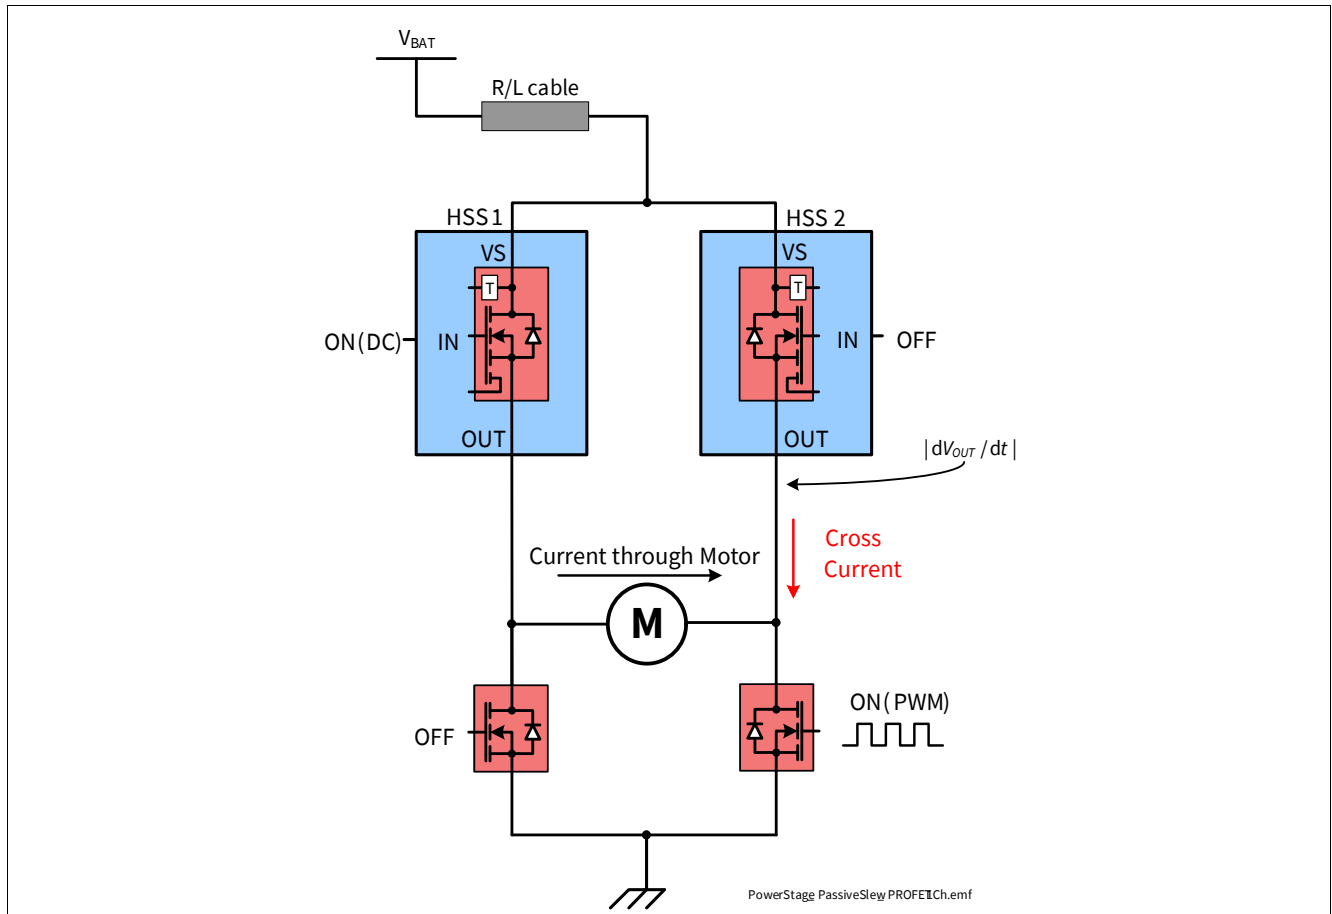 VBAT
R/L cable
HSS 1
HSS 2
VS
VS
T
T
ON(DC)
IN
IN
OFF
OUT
OUT
|dVOUT /dt|
Cross
Current
Current through Motor
M
OFF
ON(PWM)
PowerStage PassiveSlew PROFET1Ch.emf